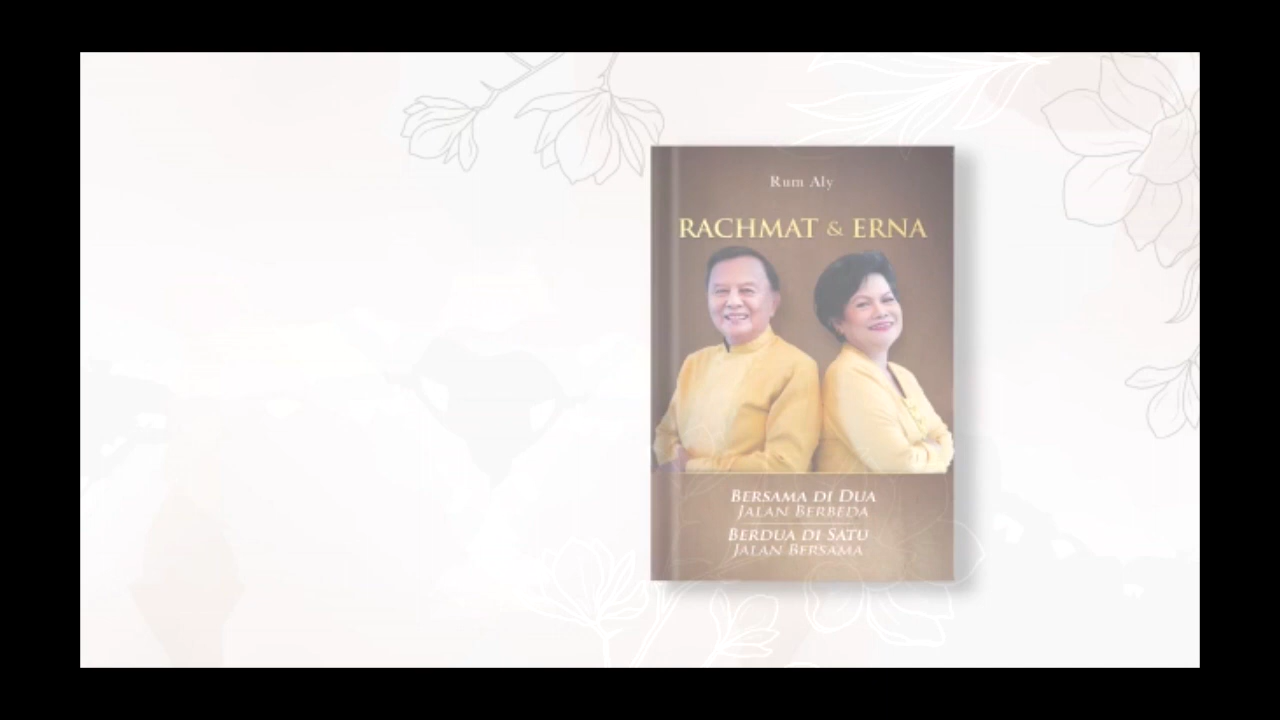 Rum Aly
RACHMAT & ERNA
BERSAMA DI DUA
JALAN BERBEDA
BERDUA DI SATU
JALAN BERSAMA